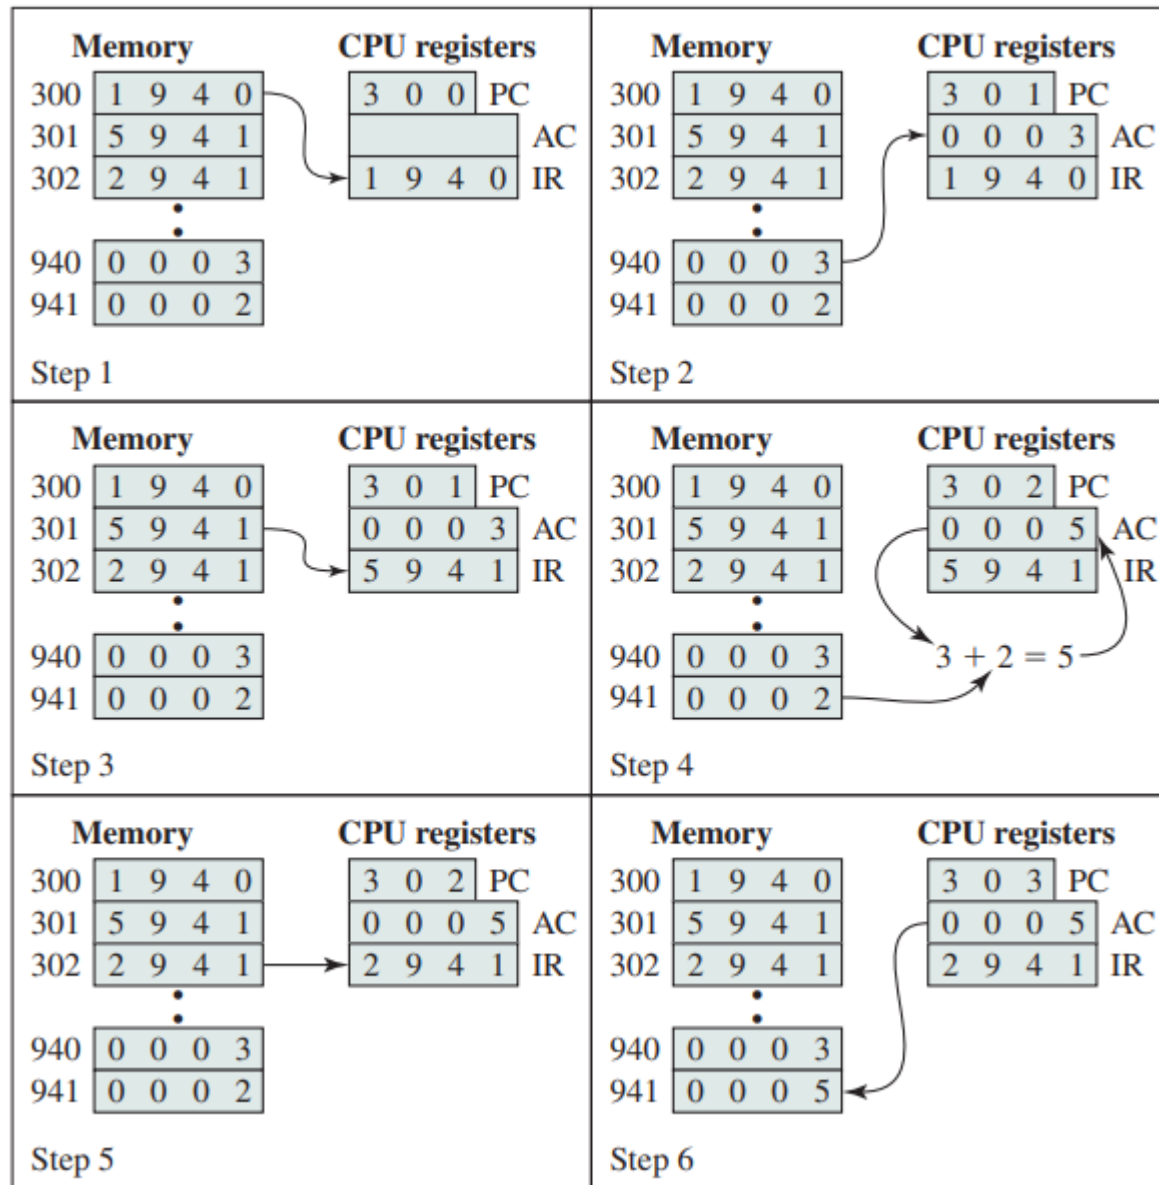 Memory CPU registers
300 1 9 4 0 3 0 0 PC
301 5 9 4 1 AC
302 2 9 4 1 1 9 4 0 IR
940 0 0 0 3
941 0 0 0 2
Step 1
Memory CPU registers
300 1 9 4 0 3 0 1 PC
301 5 9 4 1 0 0 0 3 AC
302 2 9 4 1 1 9 4 0 IR
940 0 0 0 3
941 0 0 0 2
Step 2
Memory CPU registers
300 1 9 4 0 3 0 1 PC
301 5 9 4 1 0 0 0 3 AC
302 2 9 4 1 5 9 4 1 IR
940 0 0 0 3
941 0 0 0 2
Step 3
Memory CPU registers
300 1 9 4 0 3 0 2 PC
301 5 9 4 1 0 0 0 5 AC
302 2 9 4 1 5 9 4 1 IR
940 0 0 0 3 3 + 2 = 5
941 0 0 0 2
Step 4
Memory CPU registers
300 1 9 4 0 3 0 2 PC
301 5 9 4 1 0 0 0 5 AC
302 2 9 4 1 2 9 4 1 IR
940 0 0 0 3
941 0 0 0 2
Step 5
Memory CPU registers
300 1 9 4 0 3 0 3 PC
301 5 9 4 1 0 0 0 5 AC
302 2 9 4 1 2 9 4 1 IR
940 0 0 0 3
941 0 0 0 5
Step 6